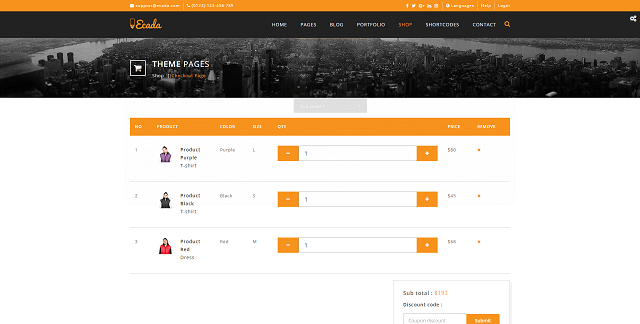 support@ecada.com (0123) 123-456-789
Languages Help Login
Ecada
HOME PAGES BLOG PORTFOLIO SHOP SHORTCODES CONTACT
THEME PAGES
Shop Checkout Page
NO PRODUCT COLOR SIZE QTY PRICE REMOVE
1 Product Purple Purple L − 1 + $80 ×
T-shirt
2 Product Black Black S − 1 + $45 ×
T-shirt
3 Product Red Red M − 1 + $68 ×
Dress
Sub total : $193
Discount code :
Coupon discount Submit